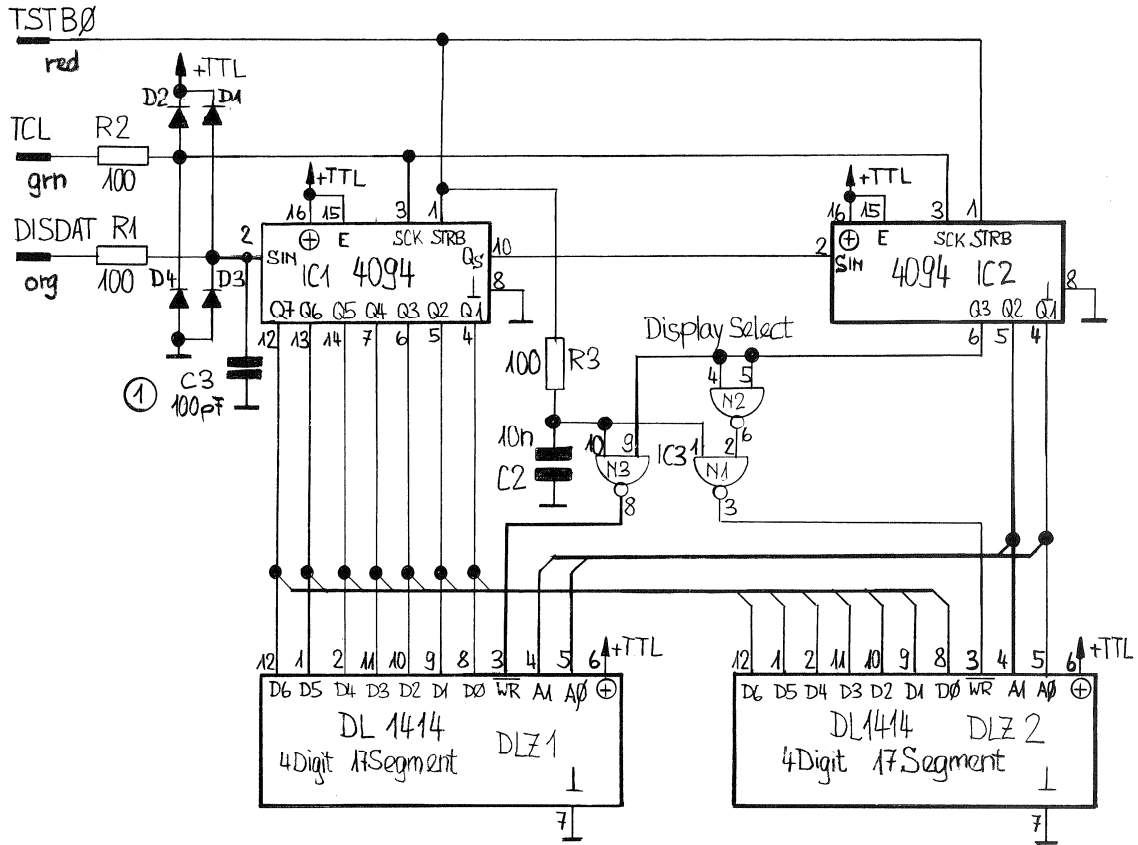 TSTBØ
red
+TTL
D2 D1
TCL R2
grn 100
+TTL
16 15 3 1
+TTL
16 15 3 1
DISDAT R1
org 100
2
SIN E SCK STRB QS 10
IC1 4094
8
Q7 Q6 Q5 Q4 Q3 Q2 Q1
12 13 14 7 6 5 4
2
SIN E SCK STRB
4094 IC2
8
Q3 Q2 Q1
6 5 4
D4 D3
1 C3
100pF
Display Select
100 R3
4 5
N2
6
10n
C2
10 9
N3
8
IC3
1 2
N1
3
12 1 2 11 10 9 8 3 4 5 6 +TTL
D6 D5 D4 D3 D2 D1 DØ WR A1 AØ
DL 1414 DLZ1
4Digit 17Segment
7
12 1 2 11 10 9 8 3 4 5 6 +TTL
D6 D5 D4 D3 D2 D1 DØ WR A1 AØ
DL1414 DLZ2
4Digit 17Segment
7